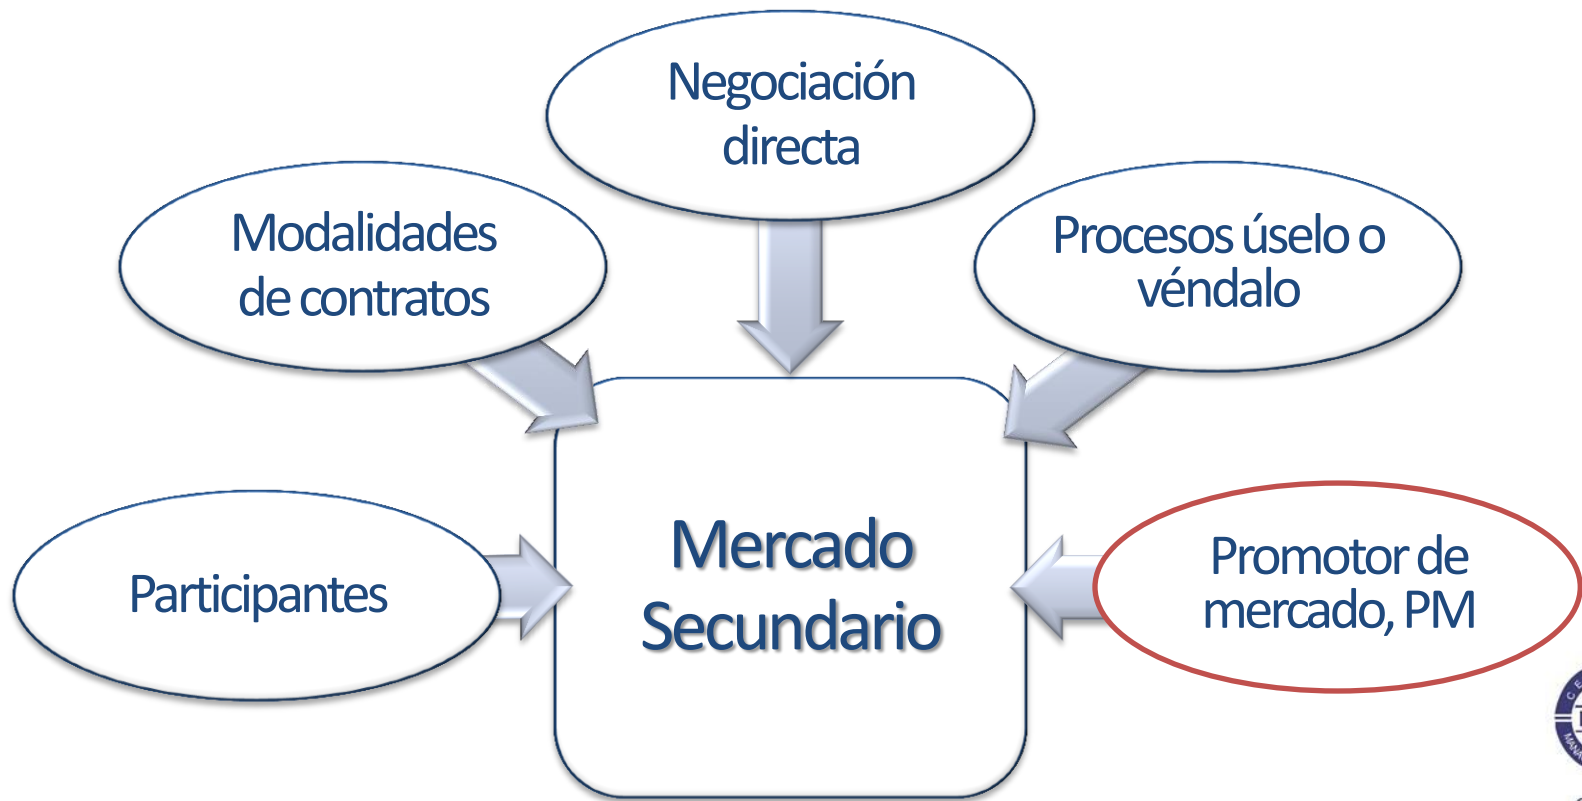 Negociación
directa
Modalidades
de contratos
Procesos úselo o
véndalo
Participantes
Mercado
Secundario
Promotor de
mercado, PM